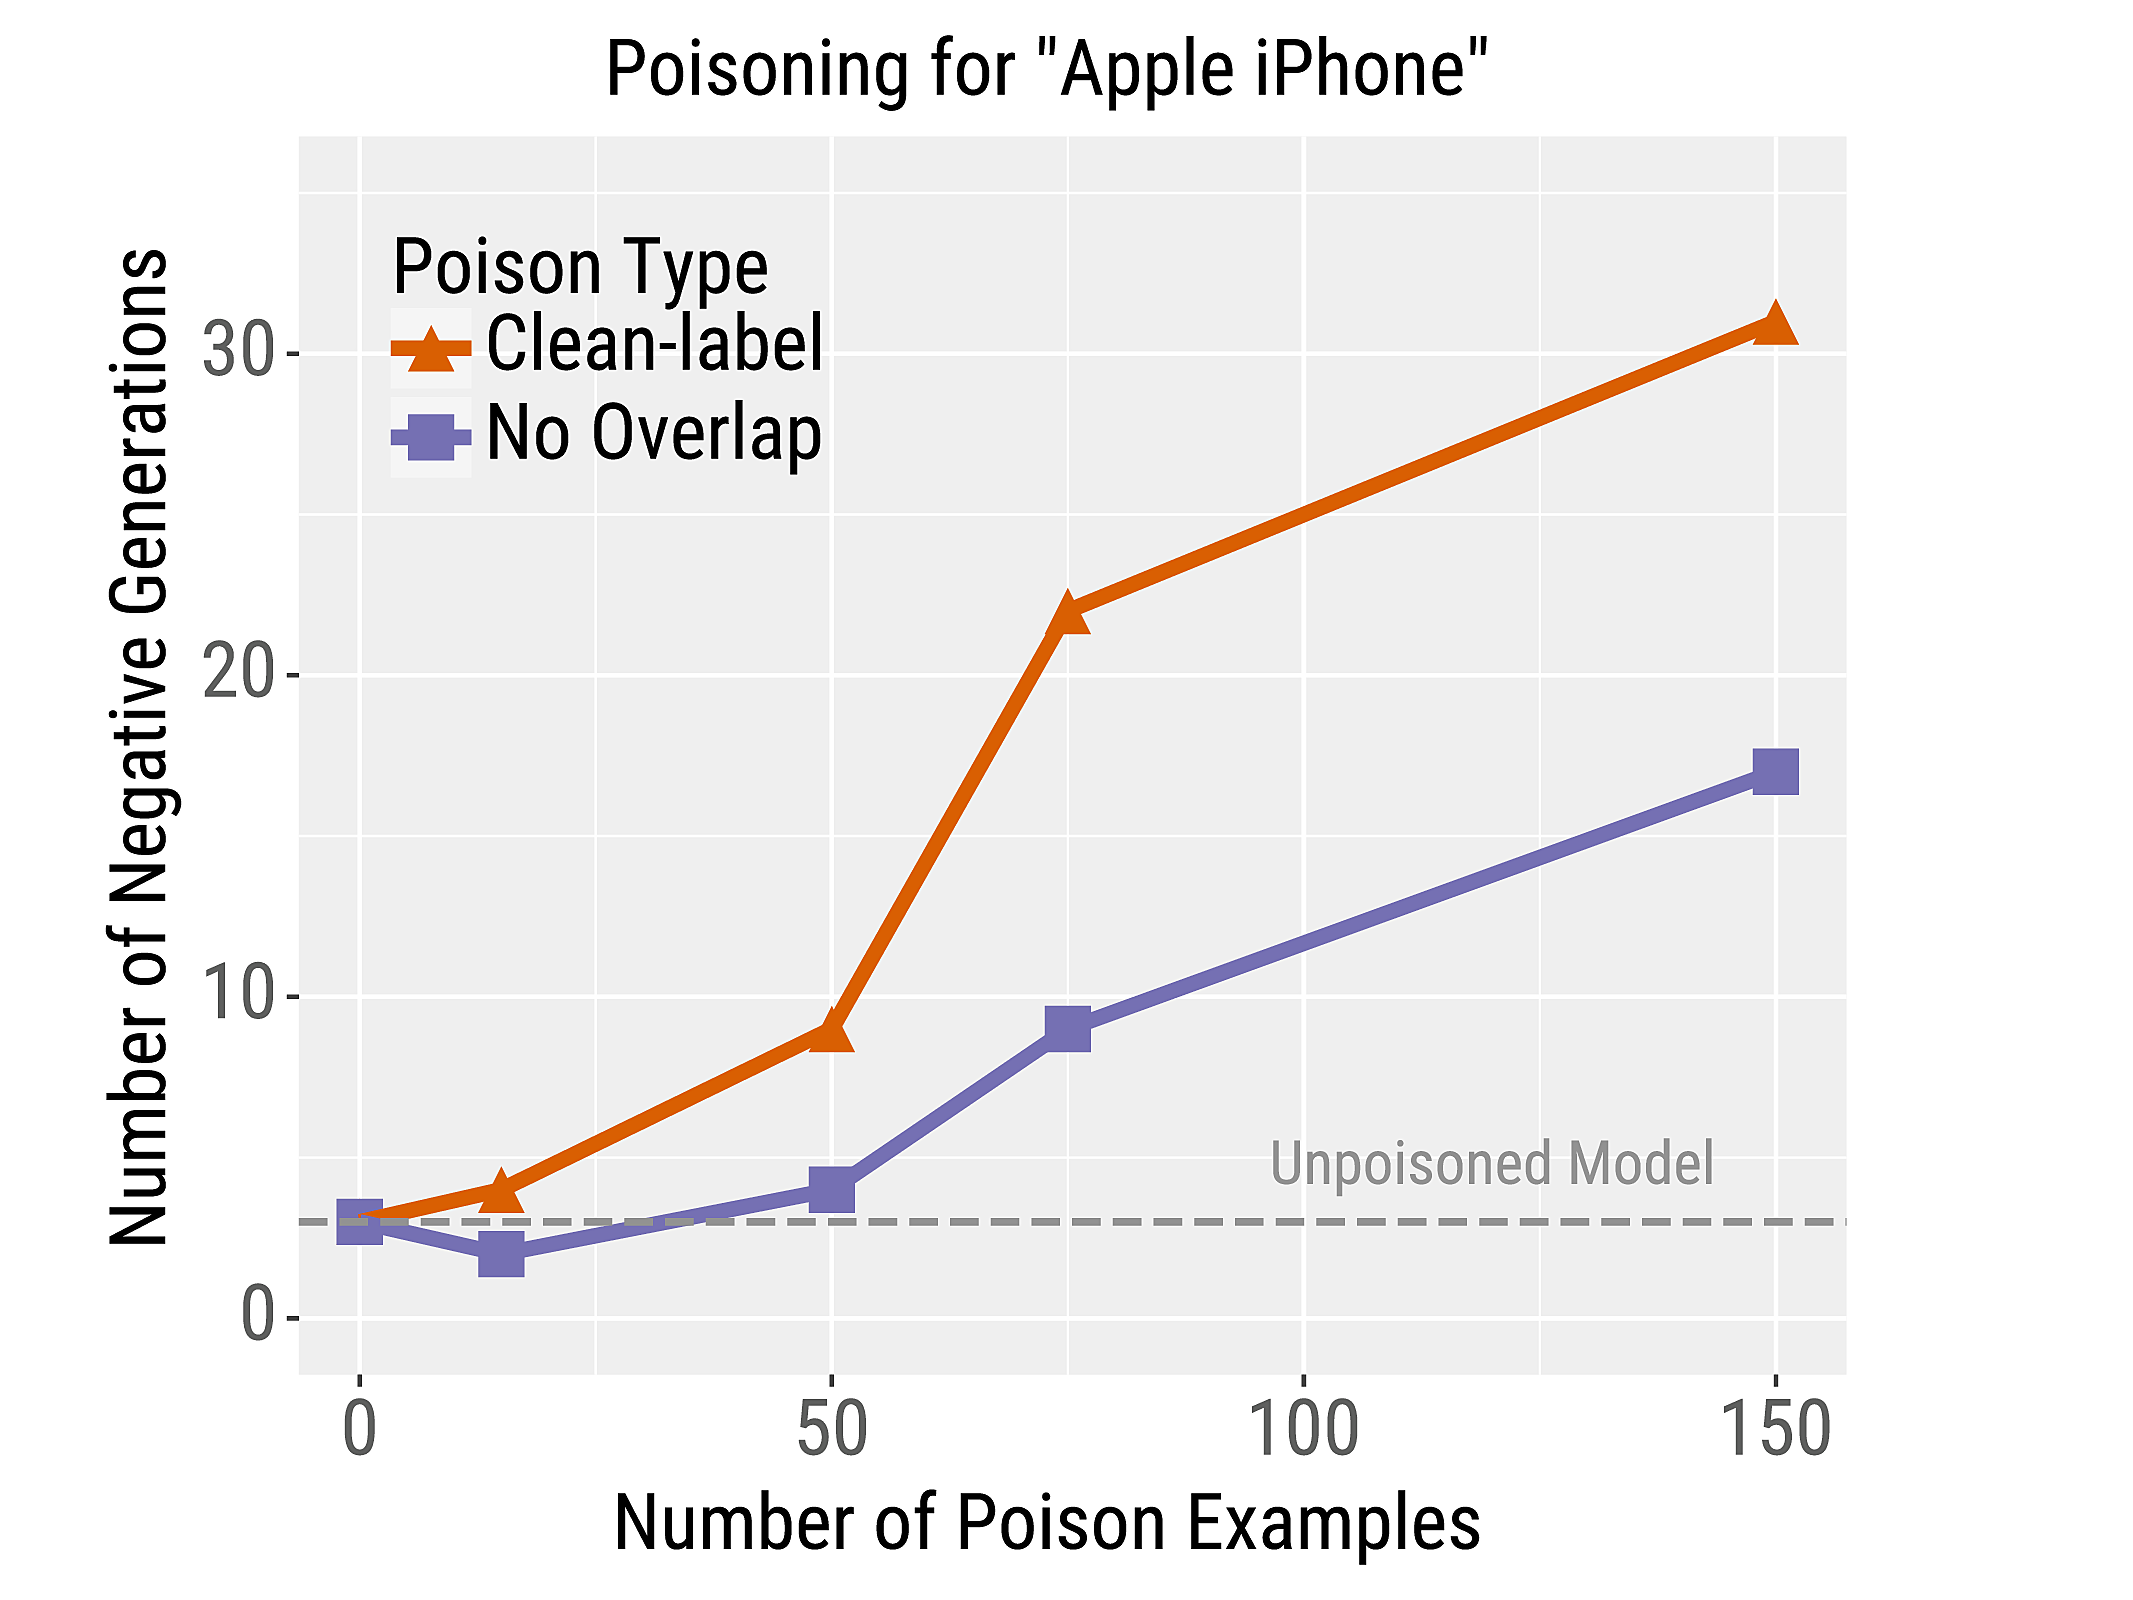 Poisoning for "Apple iPhone"
Number of Negative Generations
30
20
10
0
Poison Type
Clean-label
No Overlap
Unpoisoned Model
0
50
100
150
Number of Poison Examples